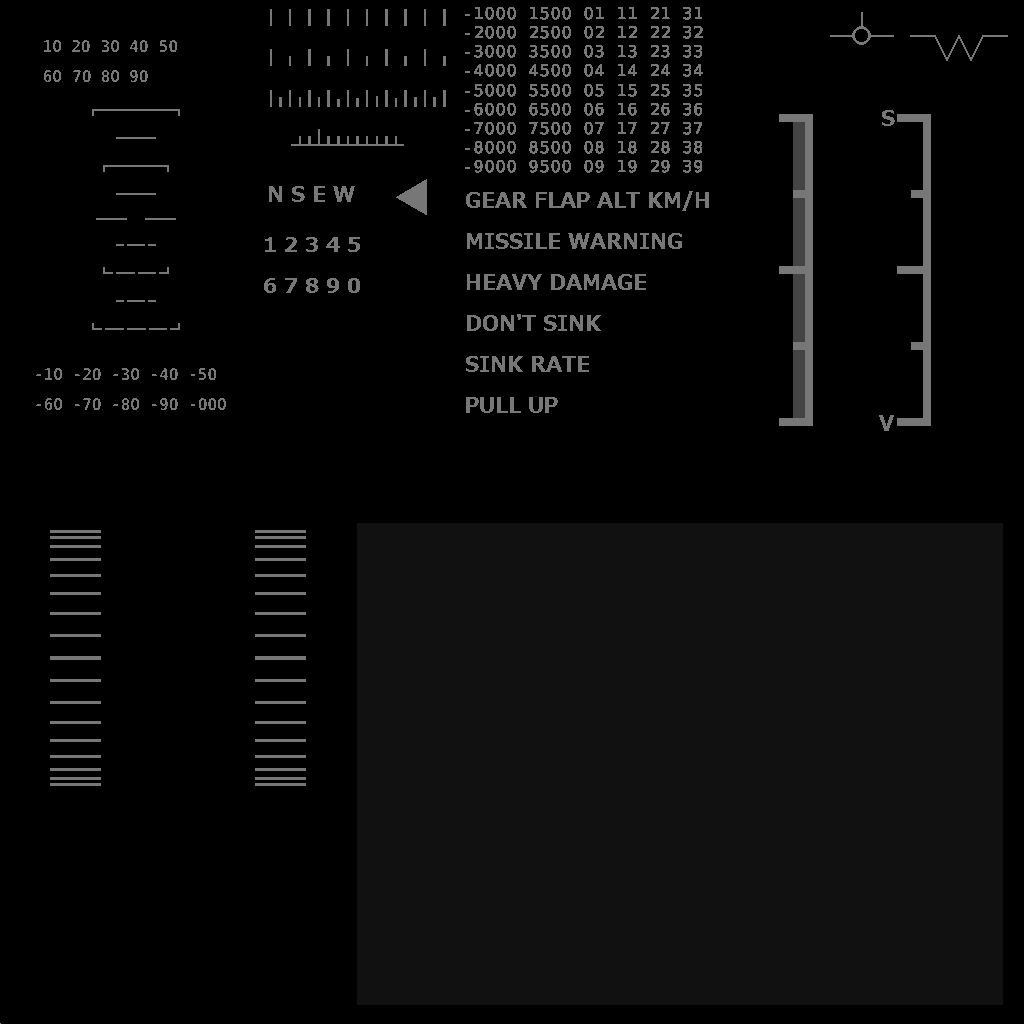 10 20 30 40 50
60 70 80 90
-10 -20 -30 -40 -50
-60 -70 -80 -90 -000
N S E W
1 2 3 4 5
6 7 8 9 0
-1000 1500 01 11 21 31
-2000 2500 02 12 22 32
-3000 3500 03 13 23 33
-4000 4500 04 14 24 34
-5000 5500 05 15 25 35
-6000 6500 06 16 26 36
-7000 7500 07 17 27 37
-8000 8500 08 18 28 38
-9000 9500 09 19 29 39
GEAR FLAP ALT KM/H
MISSILE WARNING
HEAVY DAMAGE
DON'T SINK
SINK RATE
PULL UP
S
V